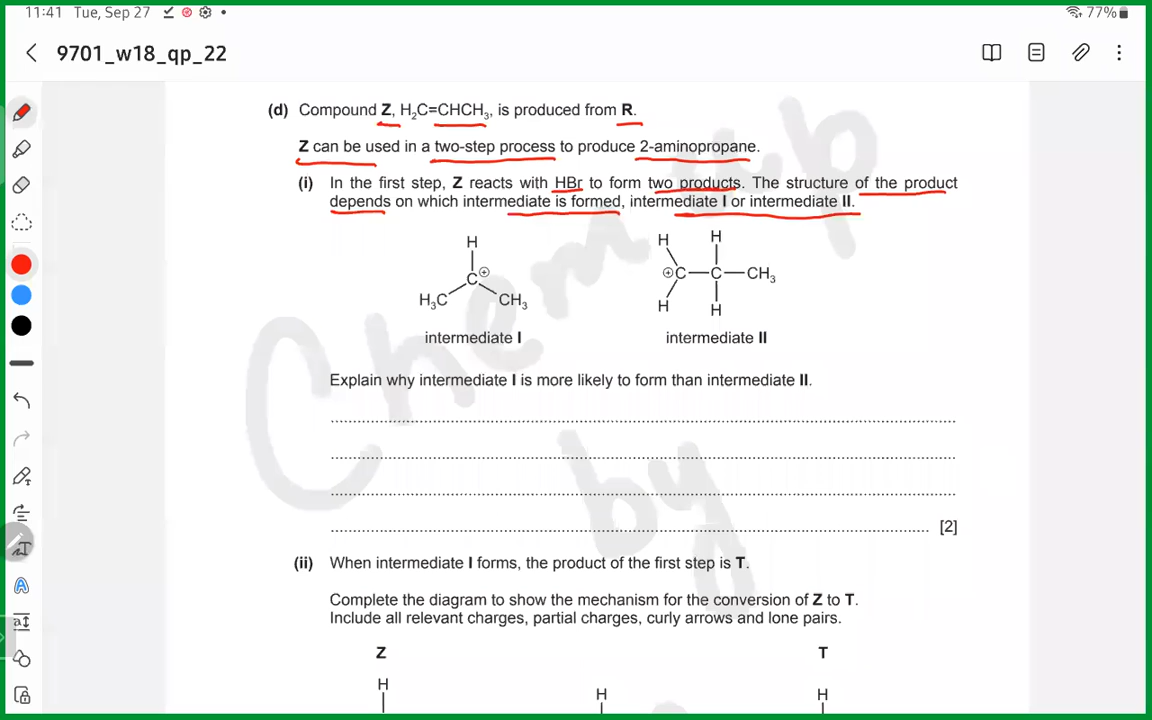 11:41 Tue, Sep 27
77%
9701_w18_qp_22
(d) Compound Z, H₂C=CHCH₃, is produced from R.
Z can be used in a two-step process to produce 2-aminopropane.
(i) In the first step, Z reacts with HBr to form two products. The structure of the product
depends on which intermediate is formed, intermediate I or intermediate II.
H
C⊕
H₃C CH₃
intermediate I
H H
⊕C—C—CH₃
H H
intermediate II
Explain why intermediate I is more likely to form than intermediate II.
[2]
(ii) When intermediate I forms, the product of the first step is T.
Complete the diagram to show the mechanism for the conversion of Z to T.
Include all relevant charges, partial charges, curly arrows and lone pairs.
Z T
H H H
Chem up
by